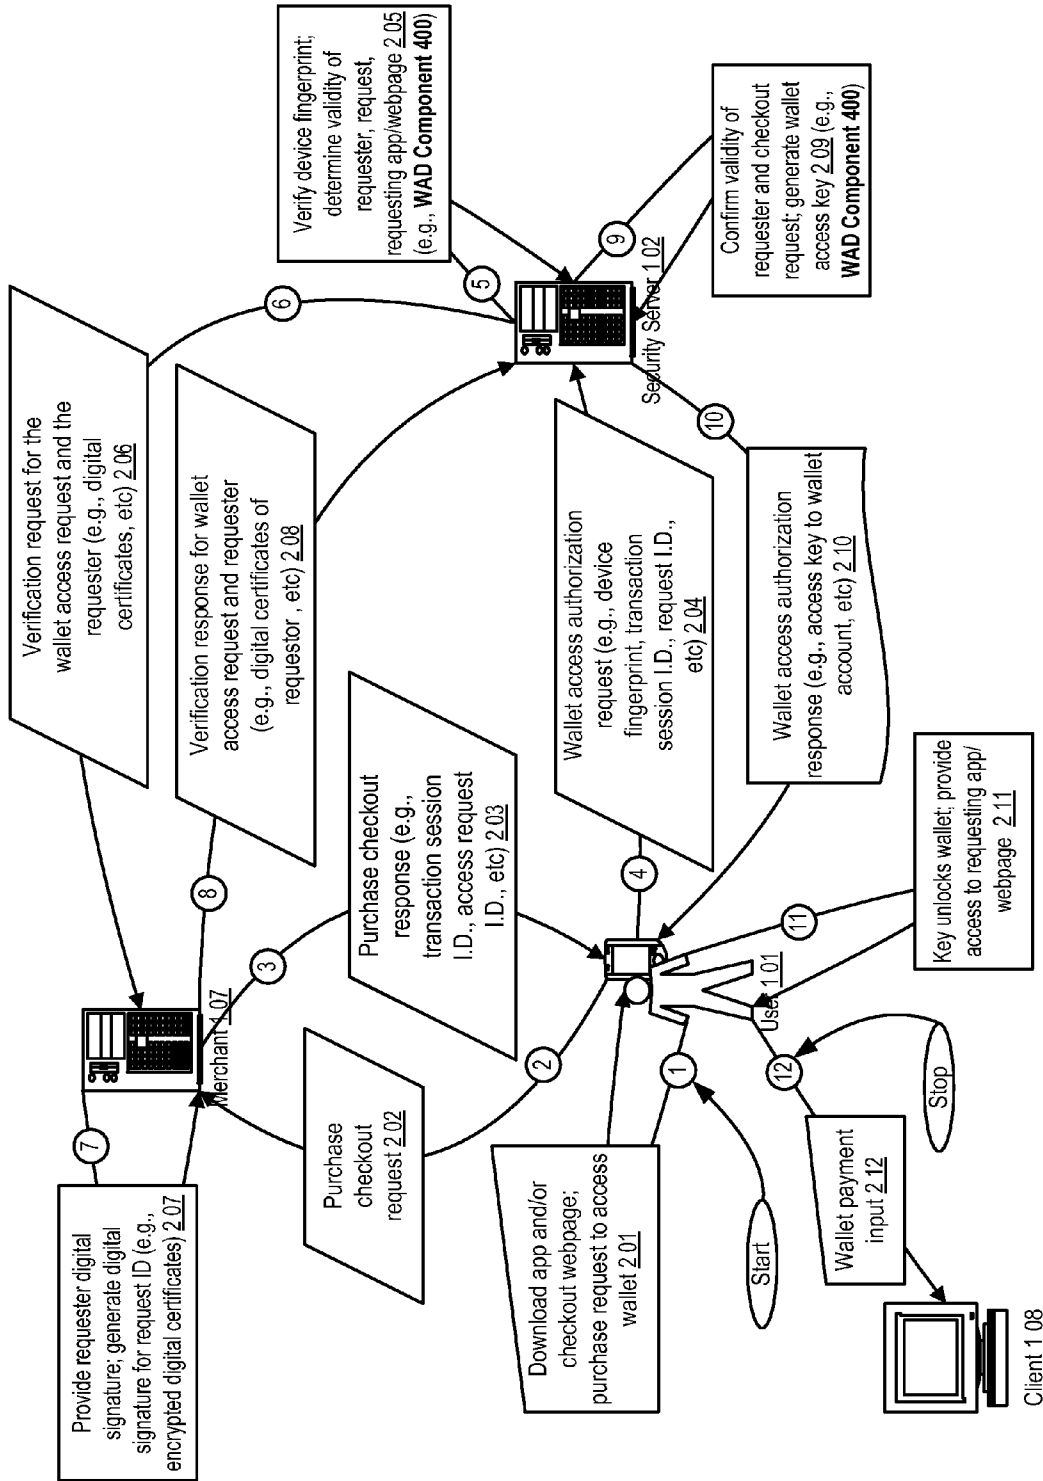 Provide requester digital
signature; generate digital
signature for request ID (e.g.,
encrypted digital certificates) 2.07
7
Merchant 1.07
Verification request for the
wallet access request and the
requester (e.g., digital
certificates, etc) 2.06
6
Verification response for wallet
access request and requester
(e.g., digital certificates of
requestor , etc) 2.08
8
Verify device fingerprint;
determine validity of
requester, request,
requesting app/webpage 2.05
(e.g., WAD Component 400)
5
Purchase
checkout
request 2.02
2
3
Purchase checkout
response (e.g.,
transaction session
I.D., access request
I.D., etc) 2.03
Security Server 1.02
9
Confirm validity of
requester and checkout
request; generate wallet
access key 2.09 (e.g.,
WAD Component 400)
Download app and/or
checkout webpage;
purchase request to access
wallet 2.01
1
Start
User 1.01
4
Wallet access authorization
request (e.g., device
fingerprint, transaction
session I.D., request I.D.,
etc) 2.04
10
Wallet access authorization
response (e.g., access key to wallet
account, etc) 2.10
11
Key unlocks wallet; provide
access to requesting app/
webpage 2.11
12
Stop
Wallet payment
input 2.12
Client 1 08